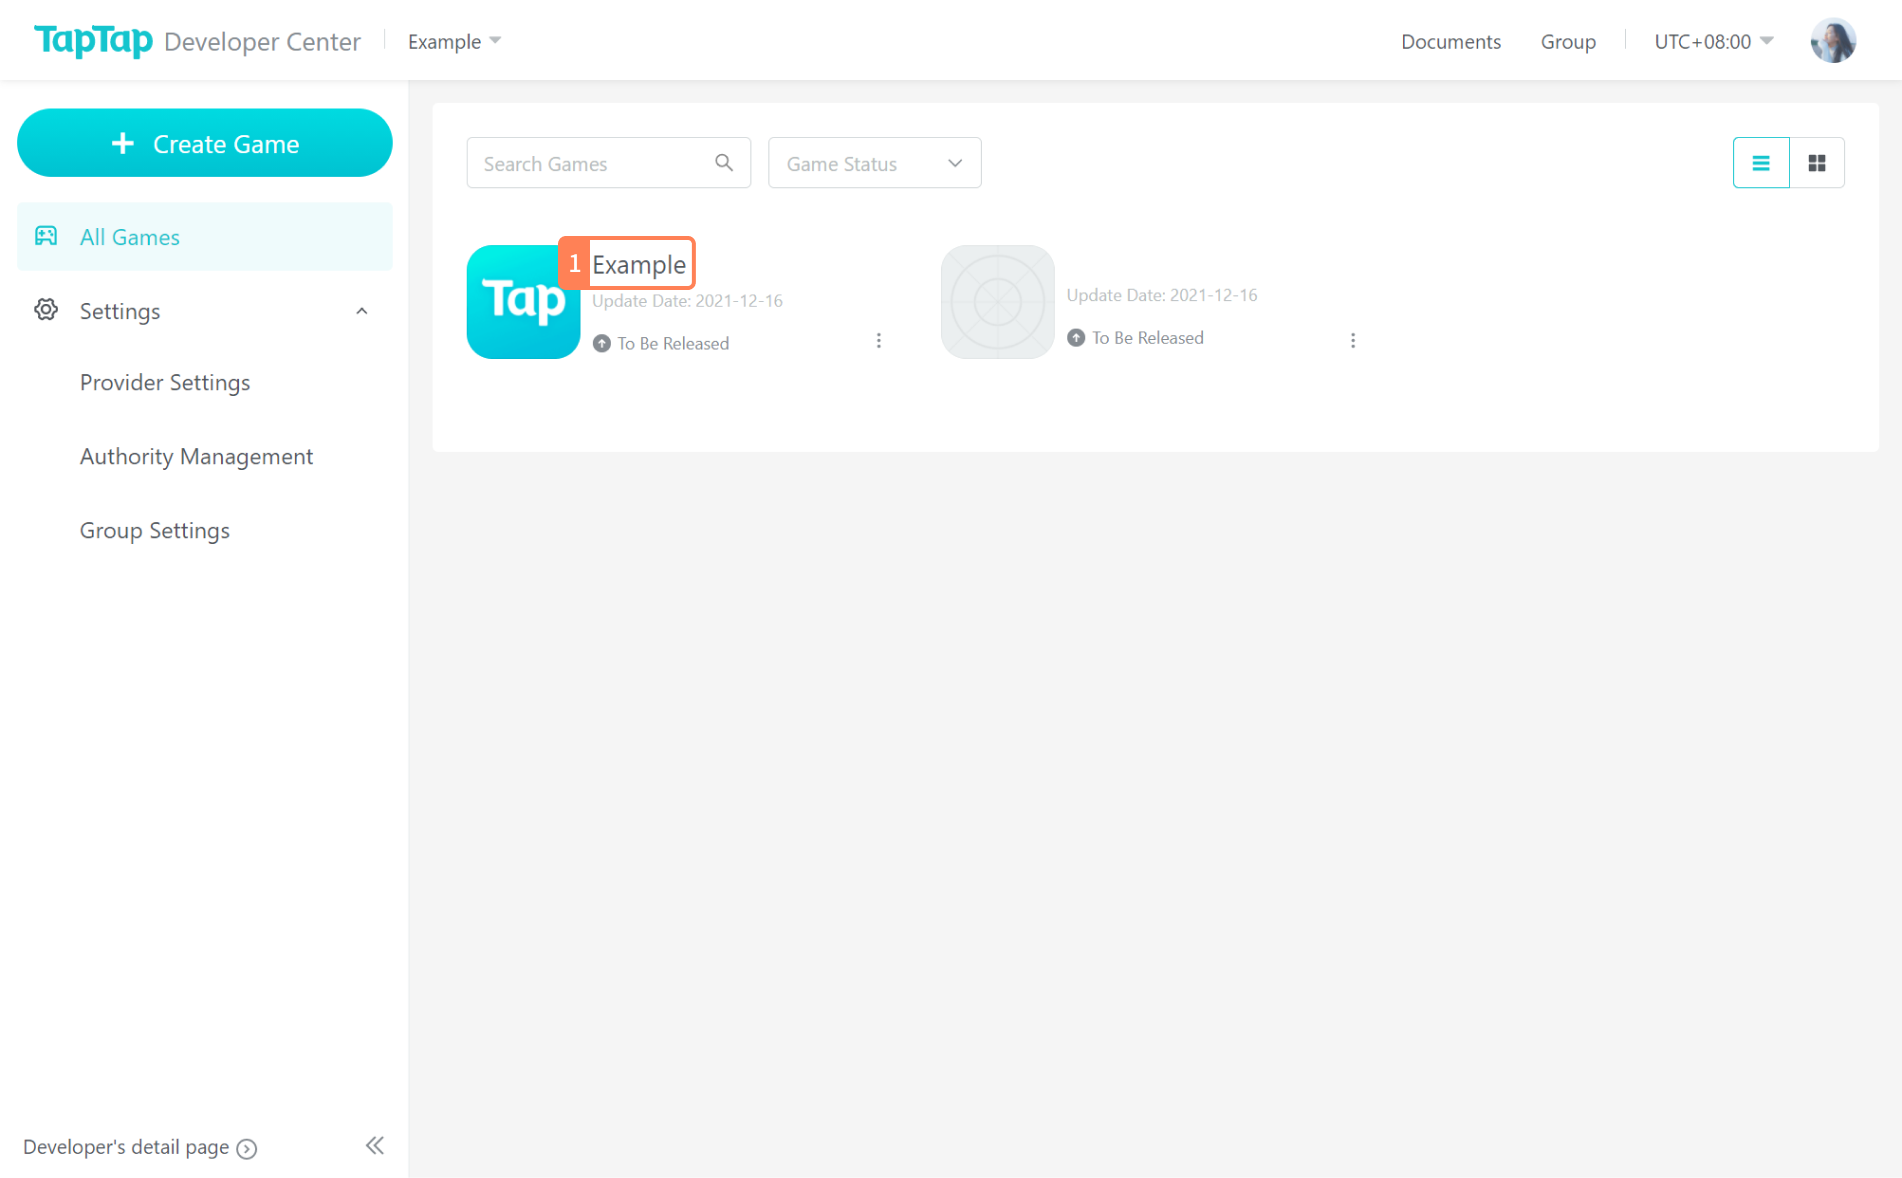 TapTap Developer Center
Example
Documents
Group
UTC+08:00
+ Create Game
All Games
Settings
Provider Settings
Authority Management
Group Settings
Developer's detail page
Search Games
Game Status
Tap
1 Example
Update Date: 2021-12-16
To Be Released
Update Date: 2021-12-16
To Be Released